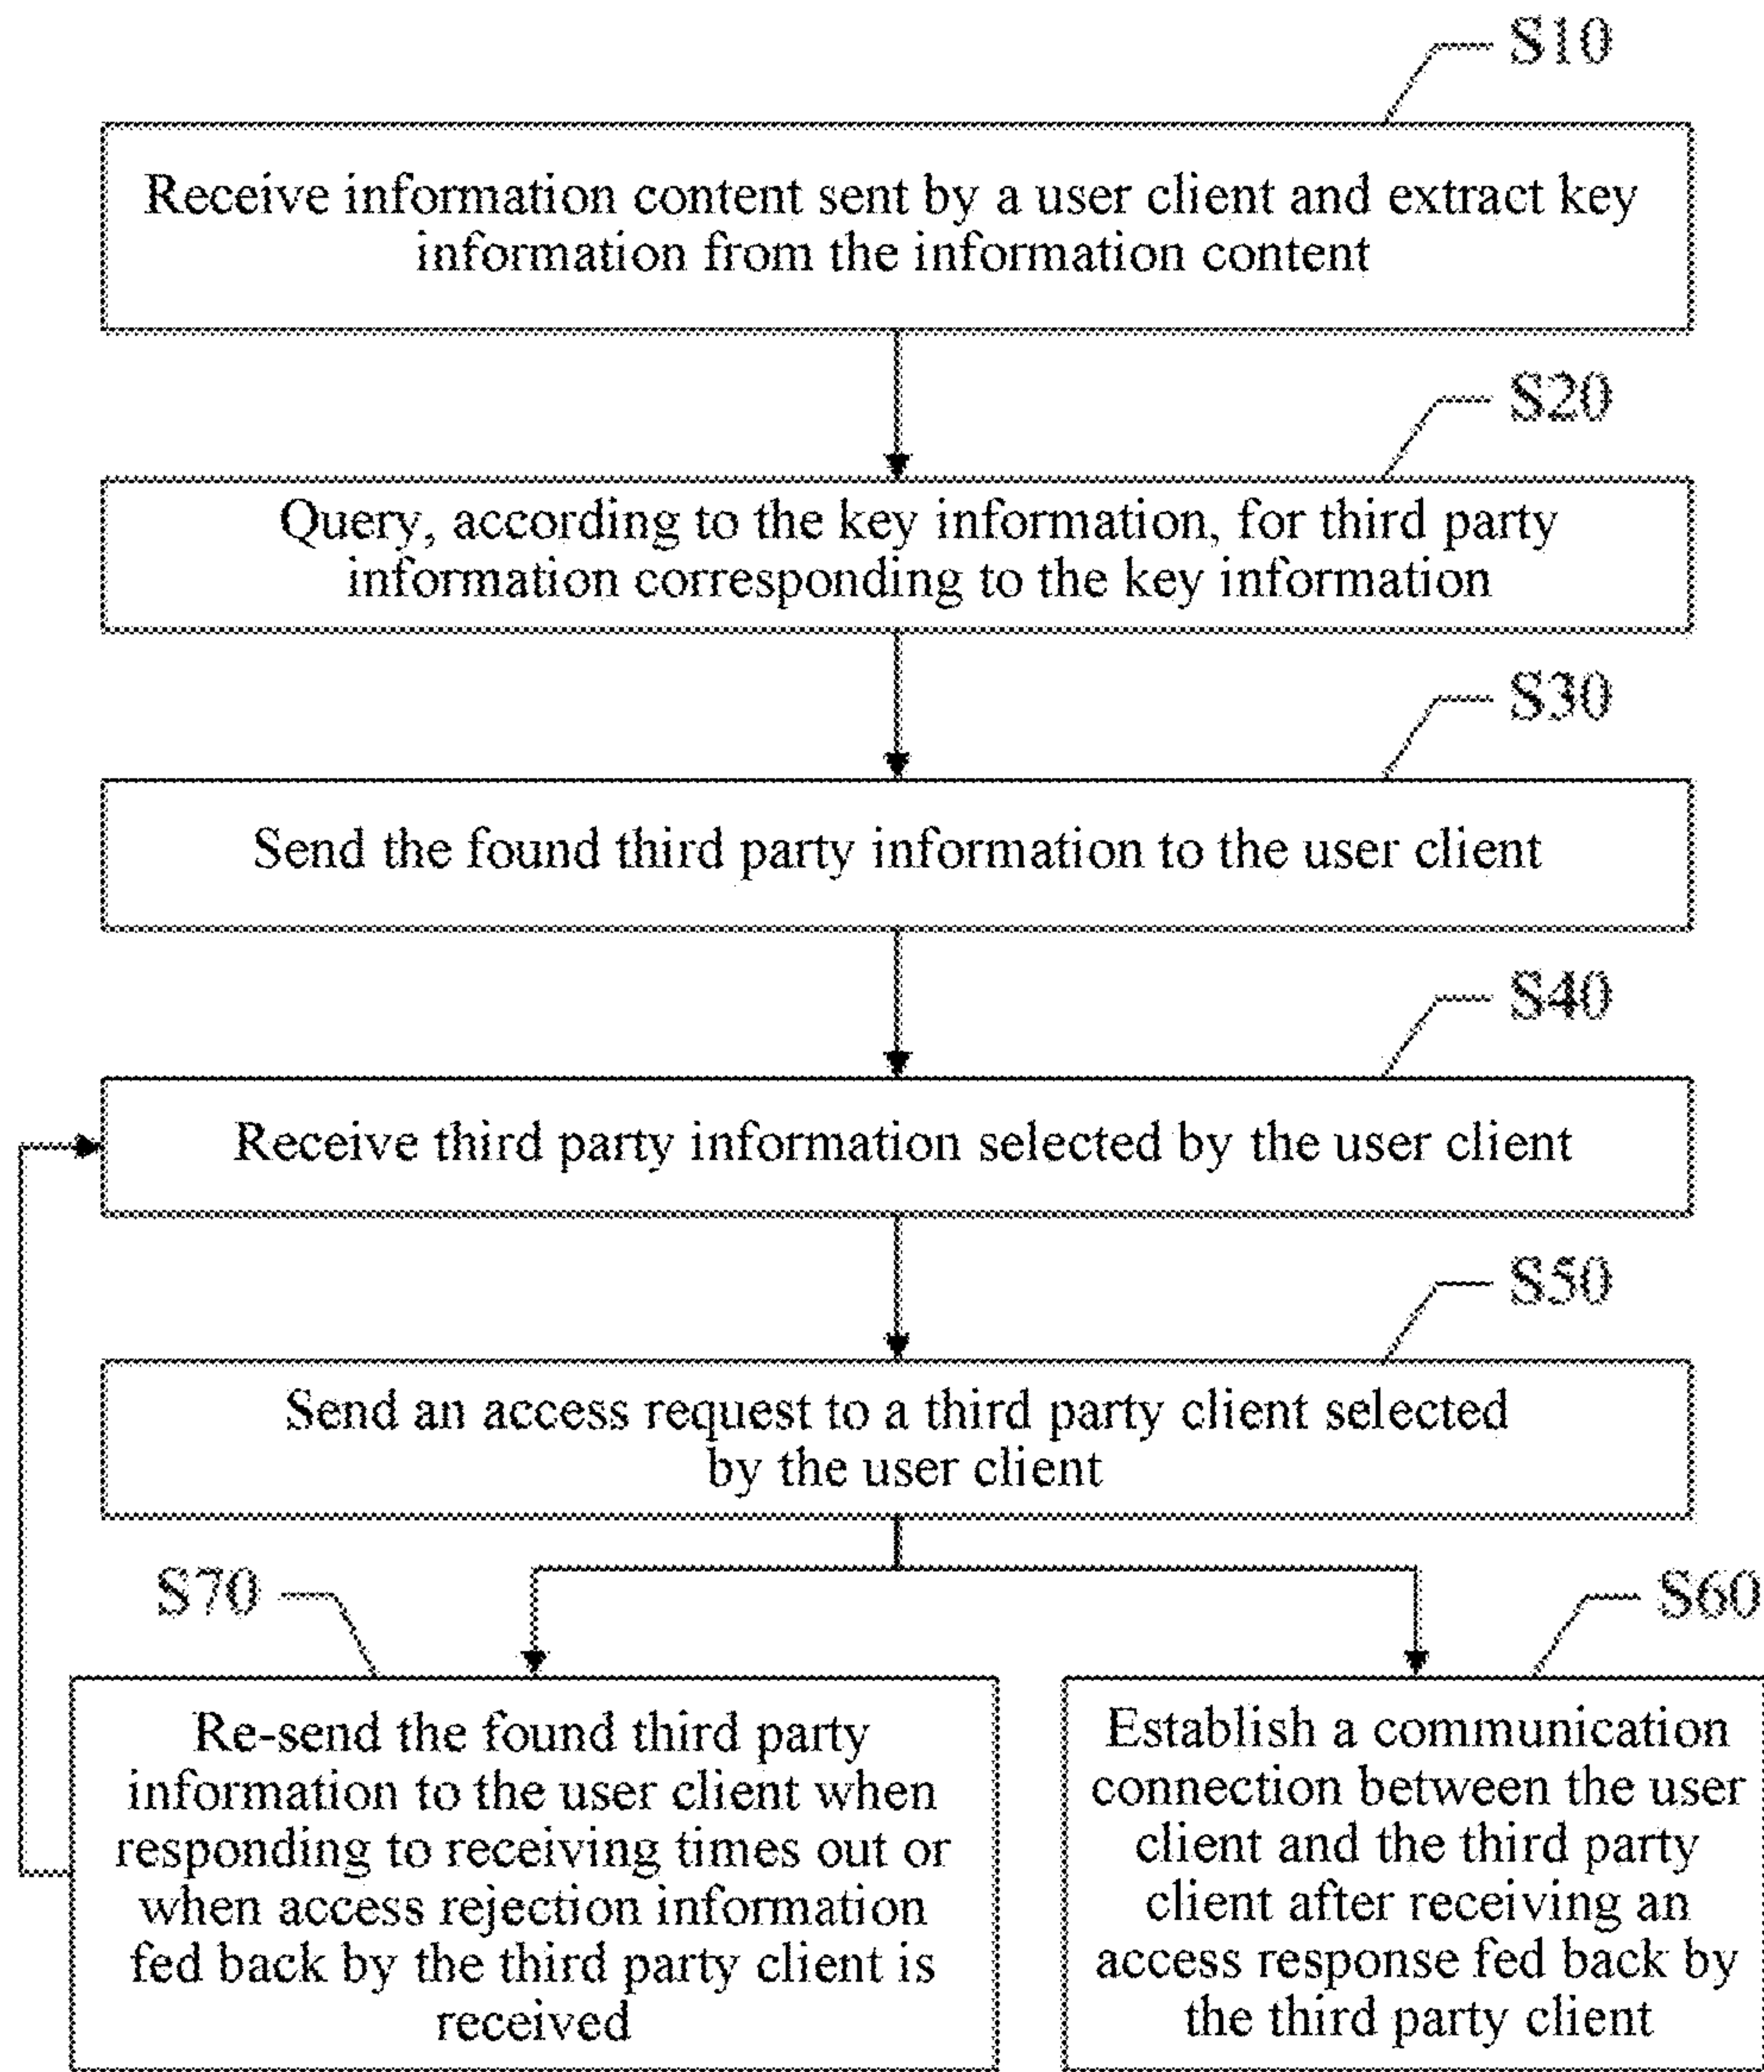 S10
Receive information content sent by a user client and extract key
information from the information content
S20
Query, according to the key information, for third party
information corresponding to the key information
S30
Send the found third party information to the user client
S40
Receive third party information selected by the user client
S50
Send an access request to a third party client selected
by the user client
S70
Re-send the found third party
information to the user client when
responding to receiving times out or
when access rejection information
fed back by the third party client is
received
S60
Establish a communication
connection between the user
client and the third party
client after receiving an
access response fed back by
the third party client